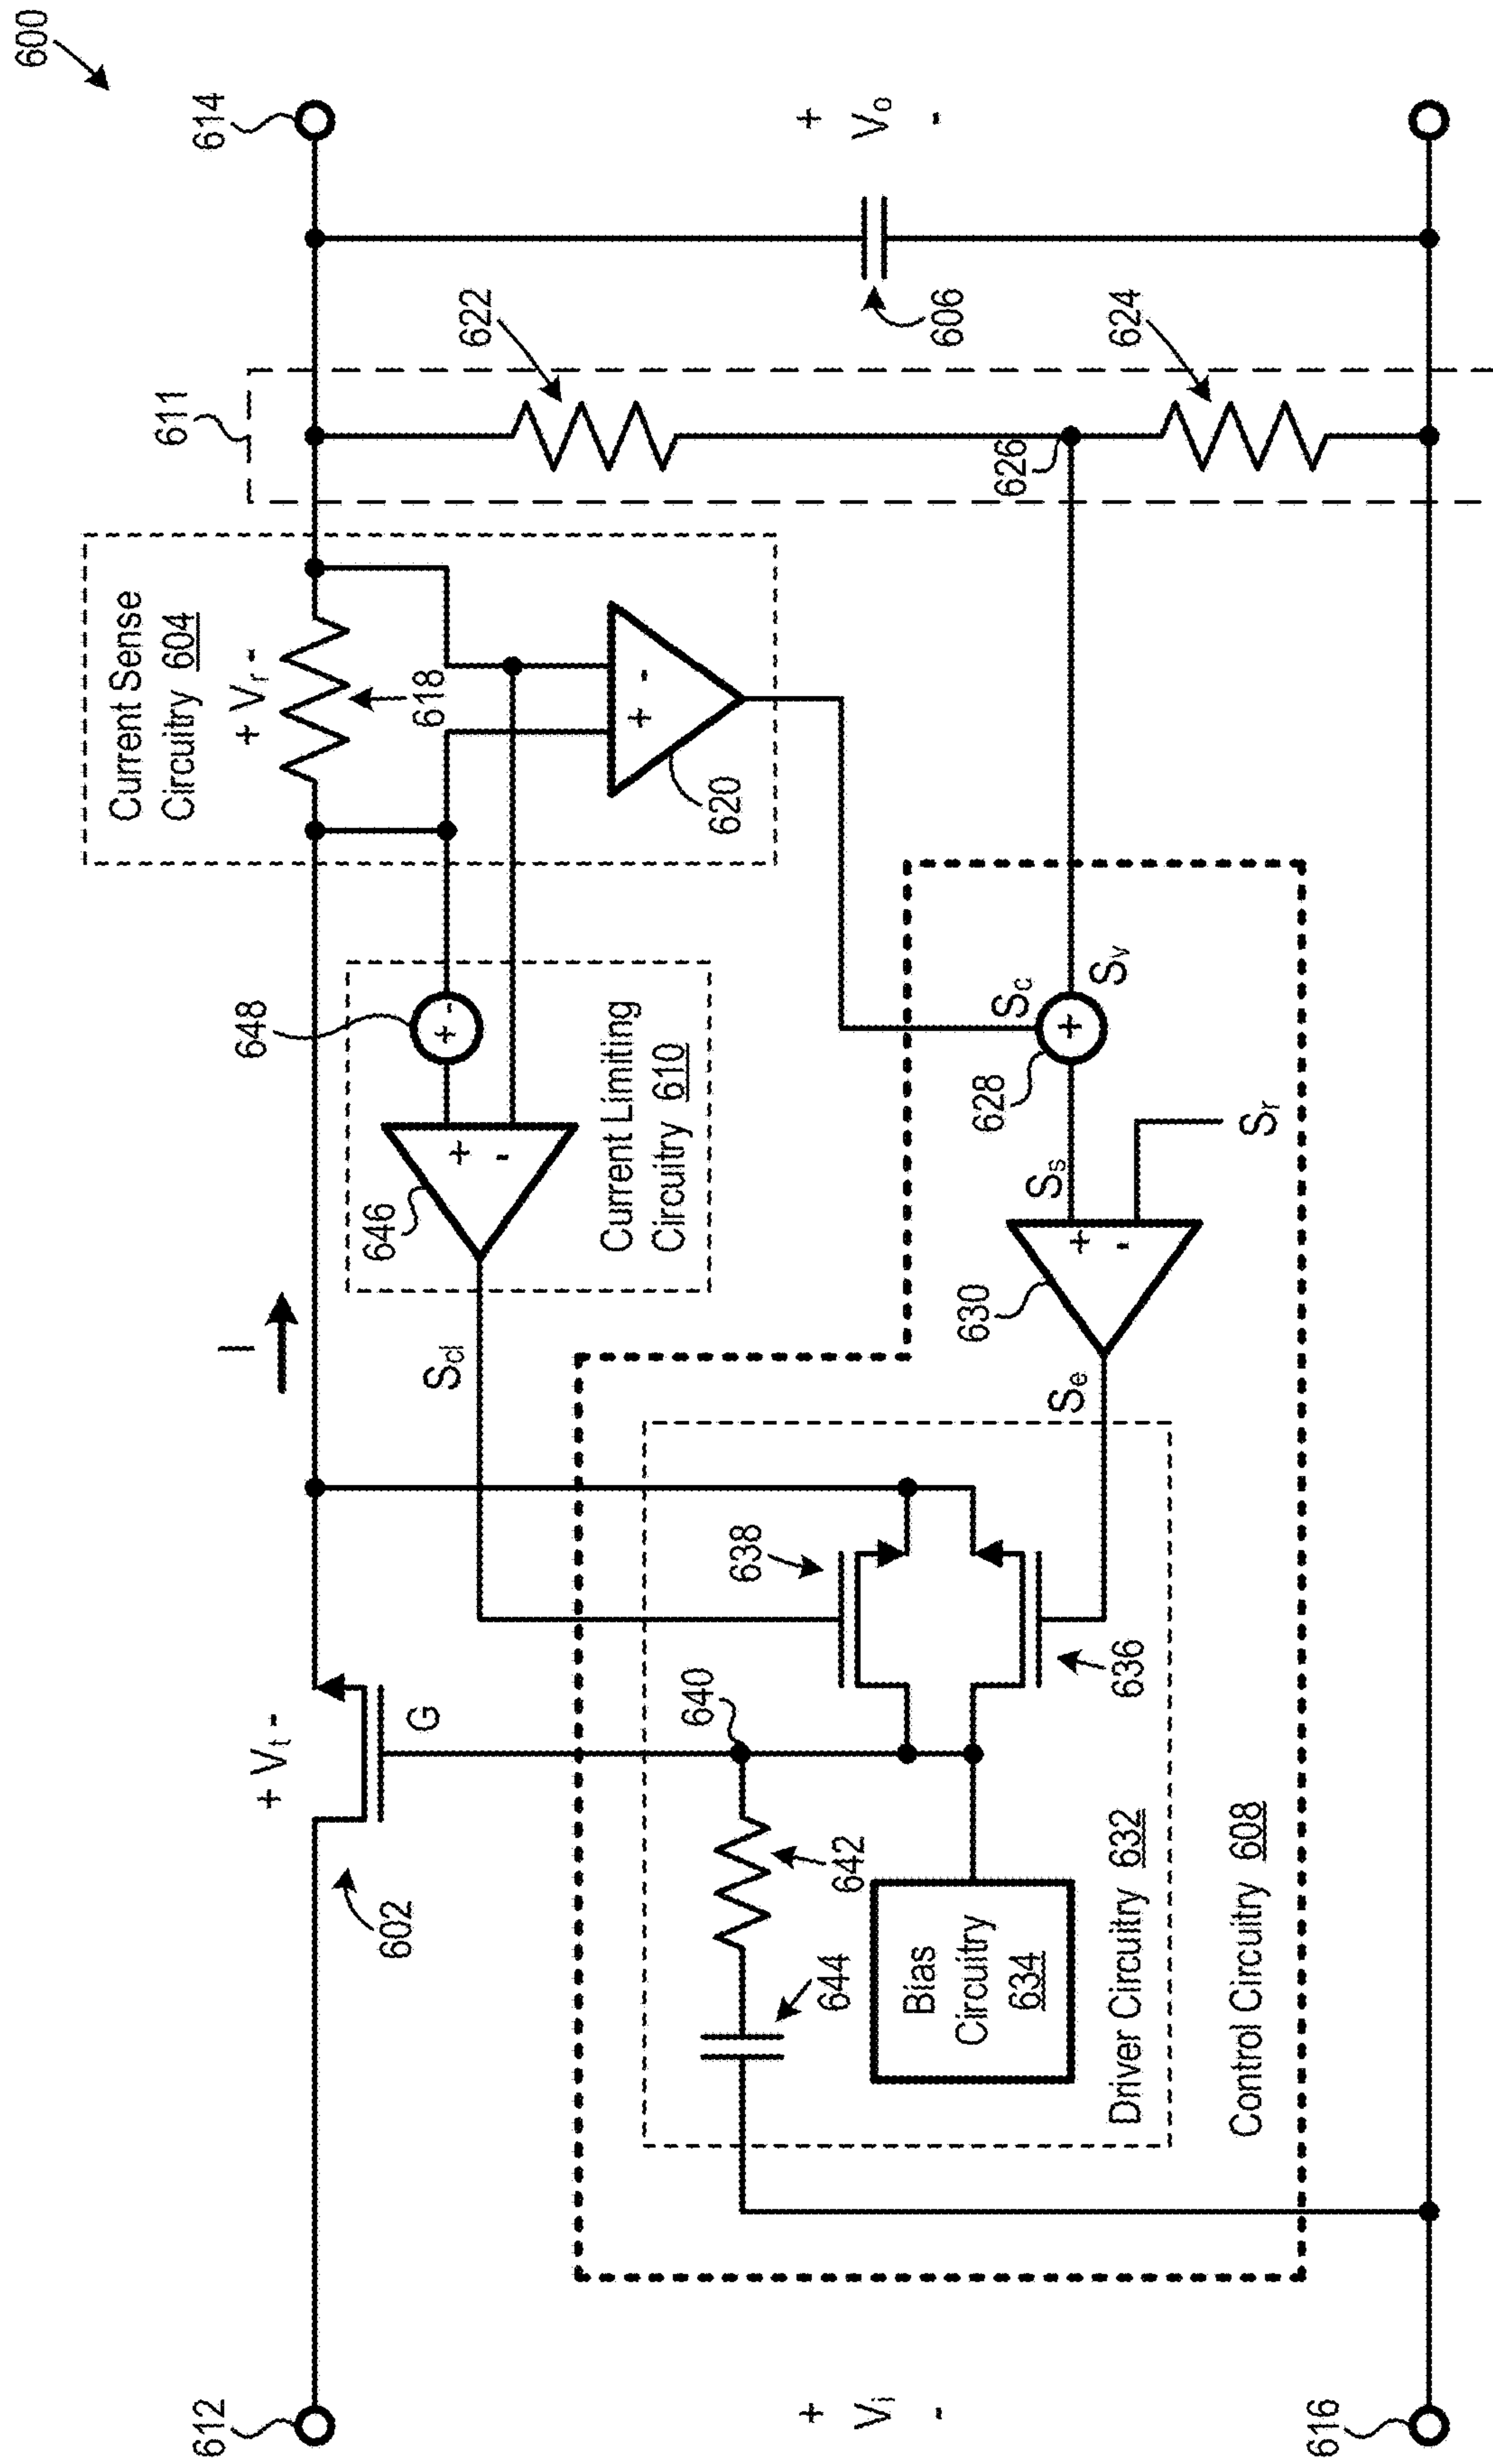 600
612
614
616
+ Vt -
602
G
I
Current Sense
Circuitry 604
+ Vr -
618
+
-
620
611
622
624
626
606
+
Vo
-
+
Vi
-
648
+ -
+
-
646
Current Limiting
Circuitry 610
Scl
Sc
Sv
+
628
Ss
Sr
+
-
630
Se
638
636
640
642
644
Bias
Circuitry
634
Driver Circuitry 632
Control Circuitry 608